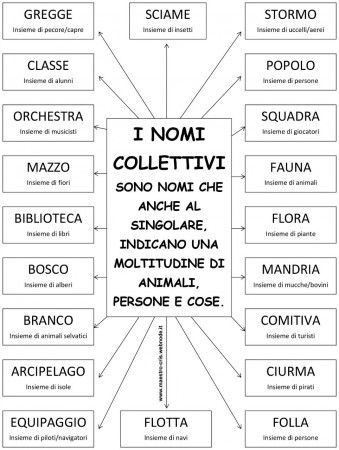 GREGGE
Insieme di pecore/capre
SCIAME
Insieme di insetti
STORMO
Insieme di uccelli/aerei
CLASSE
Insieme di alunni
POPOLO
Insieme di persone
ORCHESTRA
Insieme di musicisti
SQUADRA
Insieme di giocatori
MAZZO
Insieme di fiori
FAUNA
Insieme di animali
BIBLIOTECA
Insieme di libri
FLORA
Insieme di piante
BOSCO
Insieme di alberi
MANDRIA
Insieme di mucche/bovini
BRANCO
Insieme di animali selvatici
COMITIVA
Insieme di turisti
ARCIPELAGO
Insieme di isole
CIURMA
Insieme di pirati
EQUIPAGGIO
Insieme di piloti/navigatori
FLOTTA
Insieme di navi
FOLLA
Insieme di persone
I NOMI
COLLETTIVI
SONO NOMI CHE
ANCHE AL
SINGOLARE,
INDICANO UNA
MOLTITUDINE DI
ANIMALI,
PERSONE E COSE.
www.maestro-cris.webnode.it